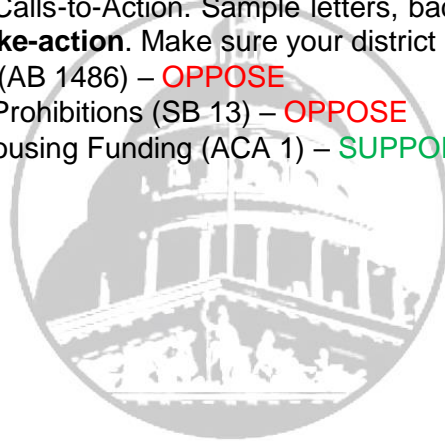 Calls-to-Action. Sample letters, bac
ke-action. Make sure your district
(AB 1486) – OPPOSE
Prohibitions (SB 13) – OPPOSE
ousing Funding (ACA 1) – SUPPO